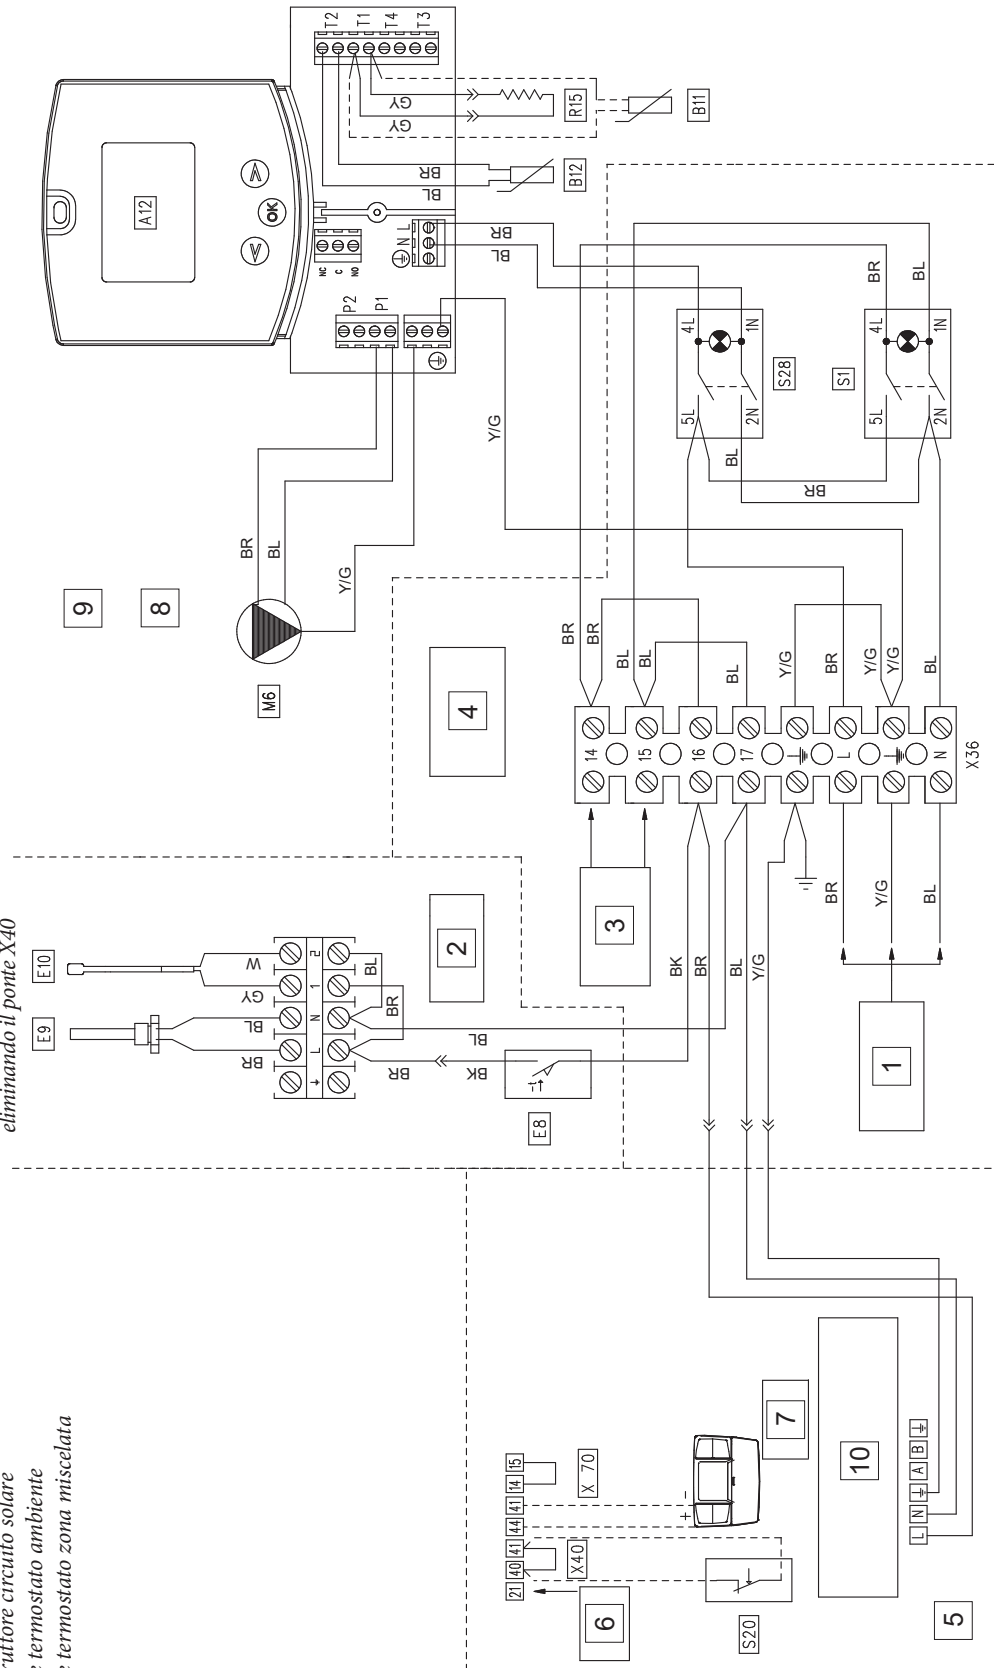 eliminando il ponte X40
ruttore circuito solare
e termostato ambiente
e termostato zona miscelata
A12
OK
T2
T1
T4
T3
NC
C
NO
P2
P1
N
L
GY
GY
R15
B11
BR
BL
B12
BR
BL
9
8
M6
BR
BL
Y/G
Y/G
4
5L
4L
2N
1N
S28
S1
5L
4L
2N
1N
BR
BL
BL
BR
E9
E10
BR
BL
GY
W
L
N
1
2
BR
BL
BR
BK
BL
E8
2
3
BR
BR
BL
BL
BL
Y/G
BR
Y/G
Y/G
BL
14
15
16
17
L
N
X36
BK
BR
BL
Y/G
BR
Y/G
BL
1
21
40
41
44
41
14
15
X40
X 70
+
-
6
S20
7
10
L
N
A
B
5
-t